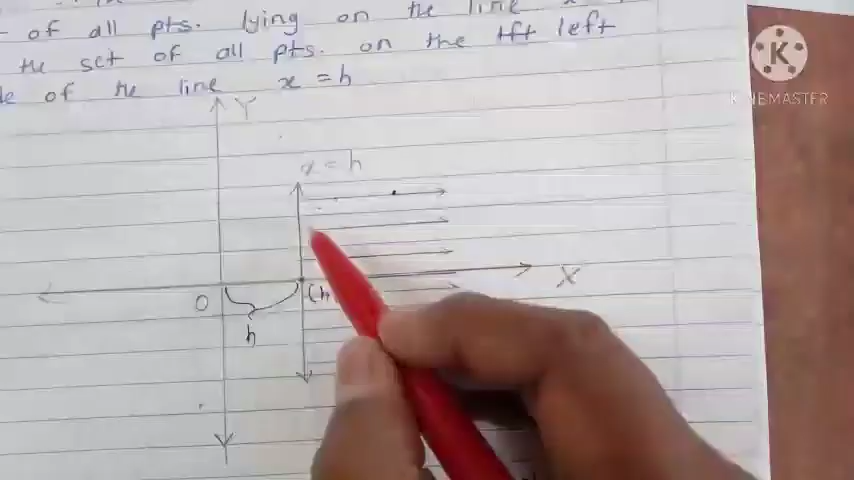 of all pts. lying on the line
the set of all pts. on the tft left
of the line x = h
Y
x = h
X
O
(h
h
K
KINEMASTER